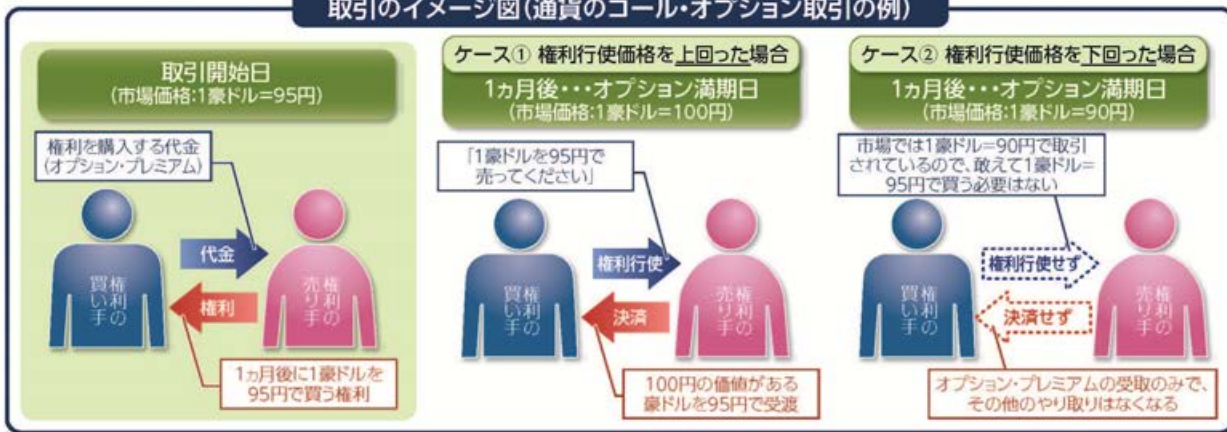 取引のイメージ図(通貨のコール・オプション取引の例)
取引開始日
(市場価格:1豪ドル=95円)
権利を購入する代金
(オプション・プレミアム)
代金
権利
権利の
買い手
権利の
売り手
1ヵ月後に1豪ドルを
95円で買う権利
ケース① 権利行使価格を上回った場合
1ヵ月後・・・オプション満期日
(市場価格:1豪ドル=100円)
「1豪ドルを95円で
売ってください」
権利行使
決済
権利の
買い手
権利の
売り手
100円の価値がある
豪ドルを95円で受渡
ケース② 権利行使価格を下回った場合
1ヵ月後・・・オプション満期日
(市場価格:1豪ドル=90円)
市場では1豪ドル=90円で取引
されているので、敢えて1豪ドル=
95円で買う必要はない
権利行使せず
決済せず
権利の
買い手
権利の
売り手
オプション・プレミアムの受取のみで、
その他のやり取りはなくなる